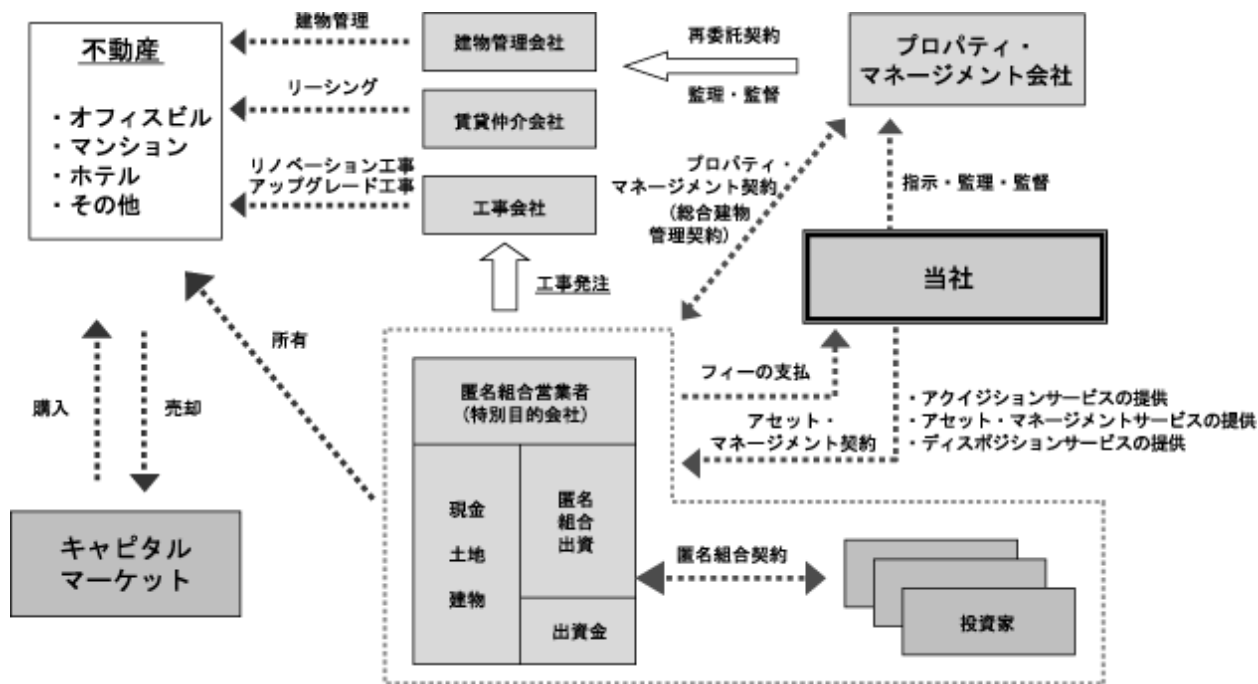 不動産
・オフィスビル
・マンション
・ホテル
・その他
建物管理
リーシング
リノベーション工事
アップグレード工事
建物管理会社
賃貸仲介会社
工事会社
再委託契約
監理・監督
プロパティ・
マネージメント会社
プロパティ・
マネージメント契約
(総合建物
管理契約)
指示・監理・監督
当社
工事発注
所有
購入
売却
キャピタル
マーケット
匿名組合営業者
(特別目的会社)
現金
土地
建物
匿名
組合
出資
出資金
フィーの支払
アセット・
マネージメント契約
・アクイジションサービスの提供
・アセット・マネージメントサービスの提供
・ディスポジションサービスの提供
匿名組合契約
投資家